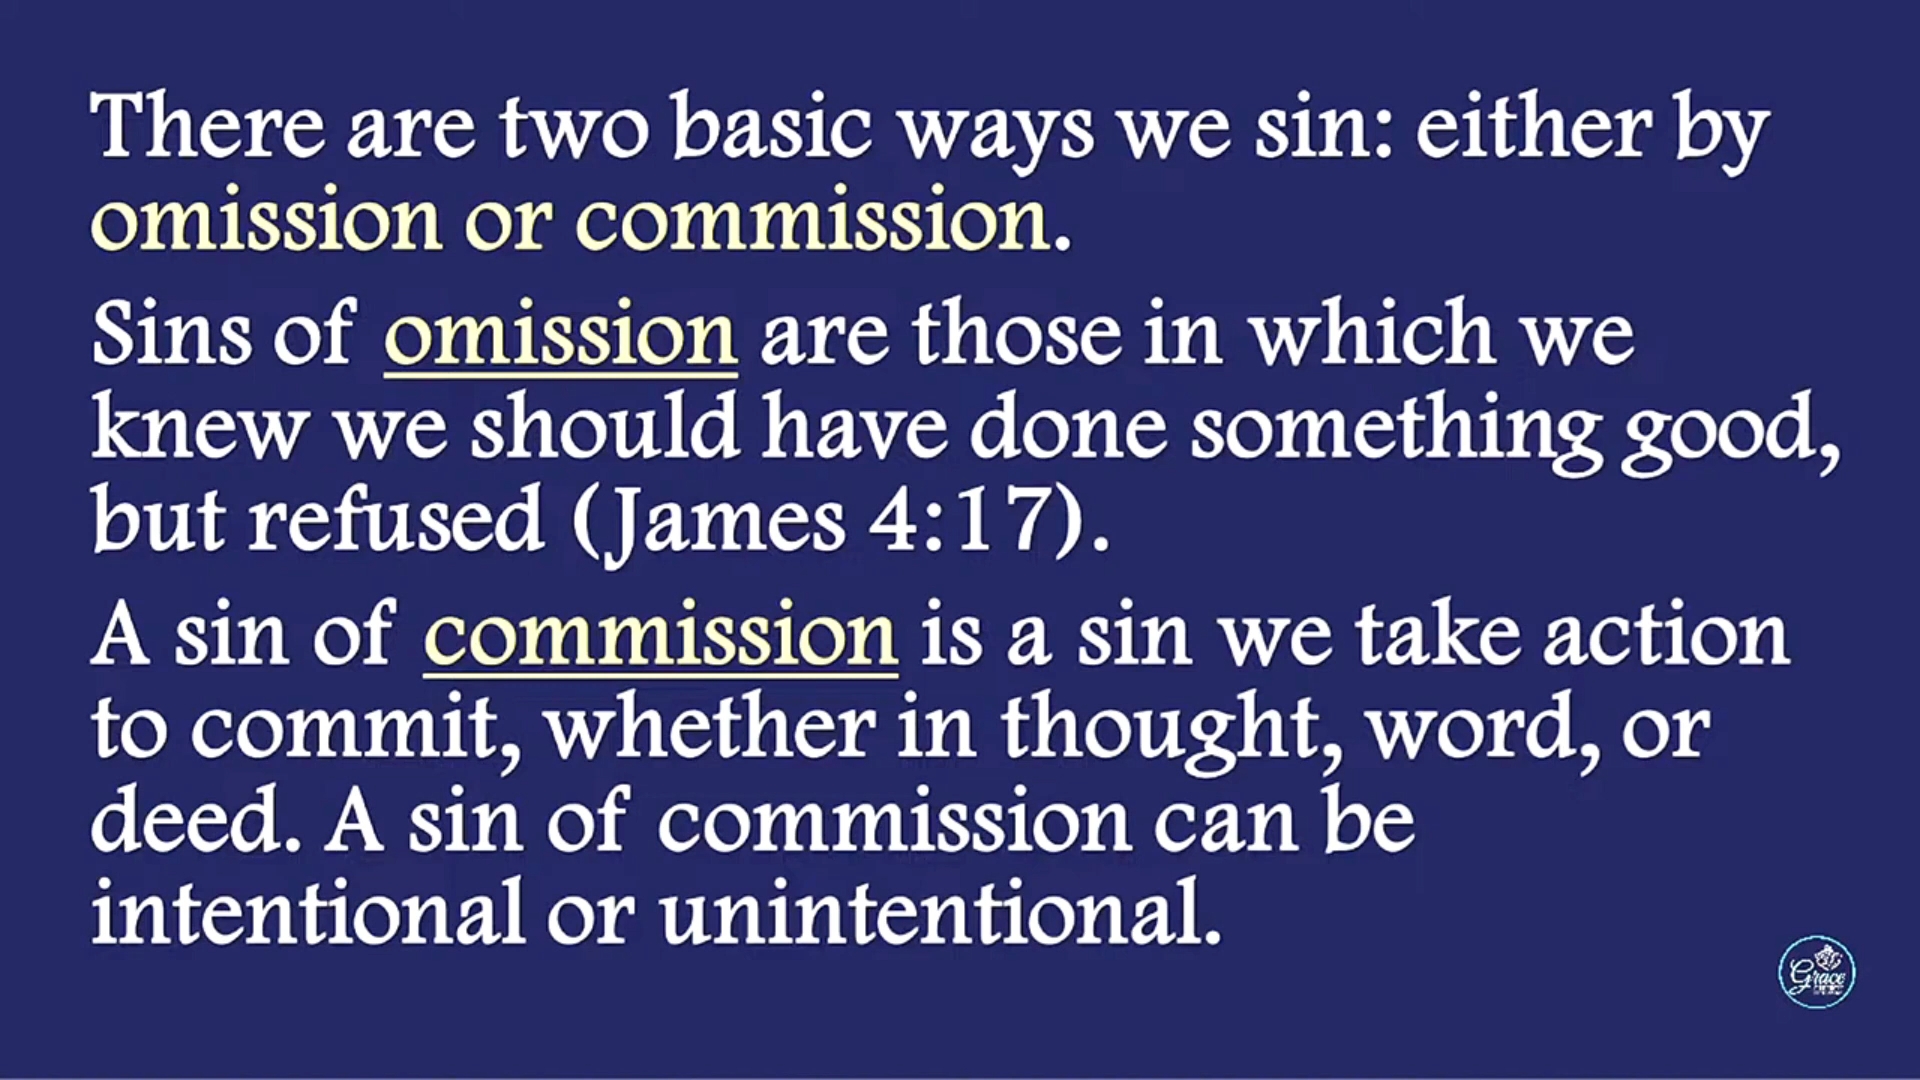 There are two basic ways we sin: either by
omission or commission.
Sins of omission are those in which we
knew we should have done something good,
but refused (James 4:17).
A sin of commission is a sin we take action
to commit, whether in thought, word, or
deed. A sin of commission can be
intentional or unintentional.
Grace